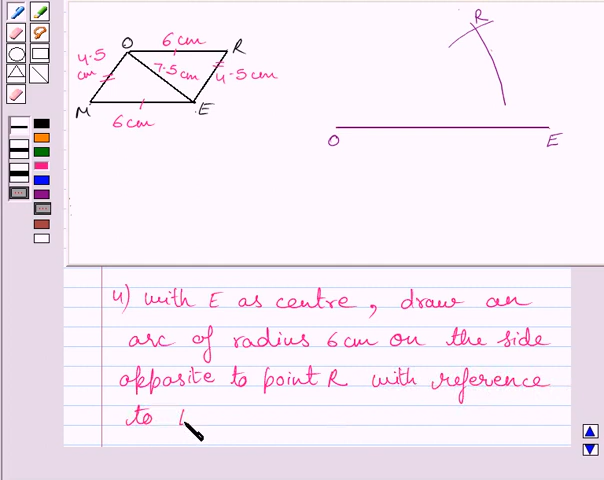 6 cm
O
R
4.5
cm
7.5 cm
4.5 cm
M
E
6 cm
R
O
E
4) with E as centre, draw an
arc of radius 6 cm on the side
opposite to point R with reference
to